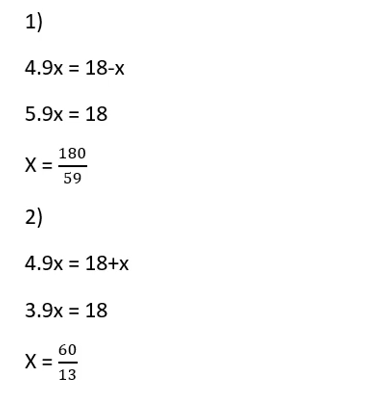 1)
4.9x = 18-x
5.9x = 18
X = 180/59
2)
4.9x = 18+x
3.9x = 18
X = 60/13